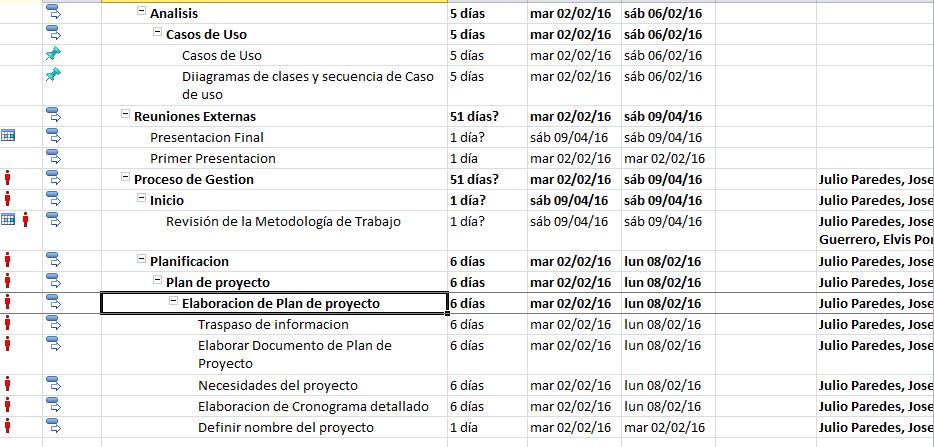 Analisis 5 días mar 02/02/16 sáb 06/02/16
Casos de Uso 5 días mar 02/02/16 sáb 06/02/16
Casos de Uso 5 días mar 02/02/16 sáb 06/02/16
Diiagramas de clases y secuencia de Caso 5 días mar 02/02/16 sáb 06/02/16
de uso
Reuniones Externas 51 días? mar 02/02/16 sáb 09/04/16
Presentacion Final 1 día? sáb 09/04/16 sáb 09/04/16
Primer Presentacion 1 día mar 02/02/16 mar 02/02/16
Proceso de Gestion 51 días? mar 02/02/16 sáb 09/04/16 Julio Paredes, Jose
Inicio 1 día? sáb 09/04/16 sáb 09/04/16 Julio Paredes, Jose
Revisión de la Metodología de Trabajo 1 día? sáb 09/04/16 sáb 09/04/16 Julio Paredes, Jose
Guerrero, Elvis Por
Planificacion 6 días mar 02/02/16 lun 08/02/16 Julio Paredes, Jose
Plan de proyecto 6 días mar 02/02/16 lun 08/02/16 Julio Paredes, Jose
Elaboracion de Plan de proyecto 6 días mar 02/02/16 lun 08/02/16 Julio Paredes, Jose
Traspaso de informacion 6 días mar 02/02/16 lun 08/02/16 Julio Paredes, Jose
Elaborar Documento de Plan de 6 días mar 02/02/16 lun 08/02/16 Julio Paredes, Jose
Proyecto
Necesidades del proyecto 6 días mar 02/02/16 lun 08/02/16 Julio Paredes, Jose
Elaboracion de Cronograma detallado 6 días mar 02/02/16 lun 08/02/16 Julio Paredes, Jose
Definir nombre del proyecto 1 día mar 02/02/16 mar 02/02/16 Julio Paredes, Jose